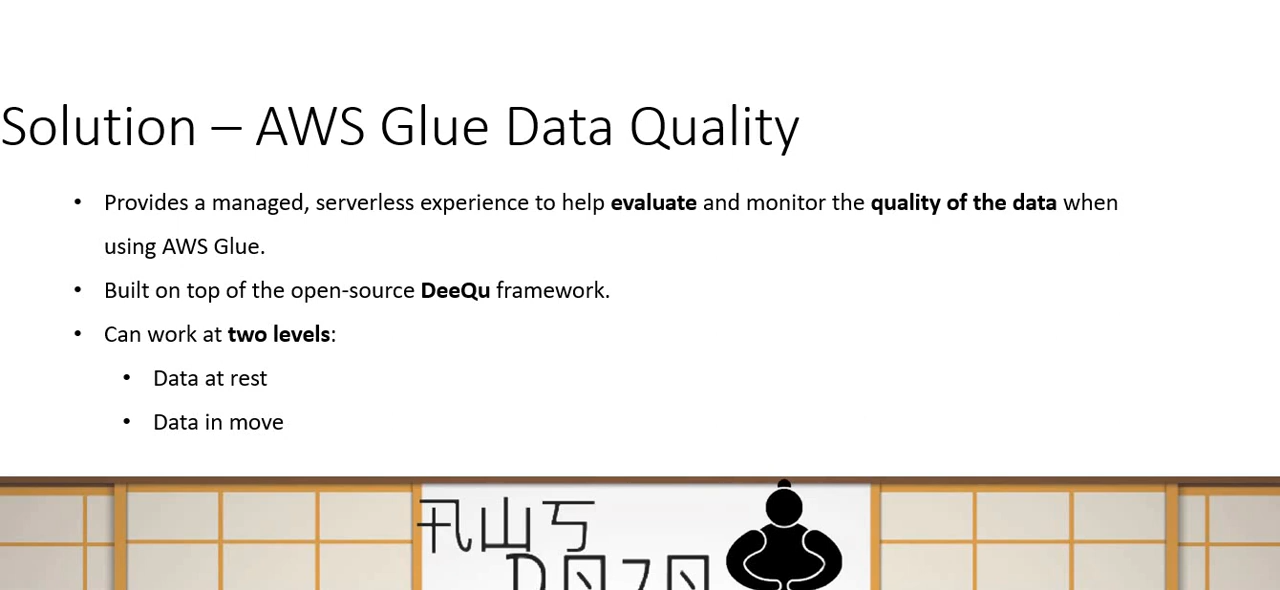 Solution – AWS Glue Data Quality
• Provides a managed, serverless experience to help evaluate and monitor the quality of the data when
using AWS Glue.
• Built on top of the open-source DeeQu framework.
• Can work at two levels:
• Data at rest
• Data in move